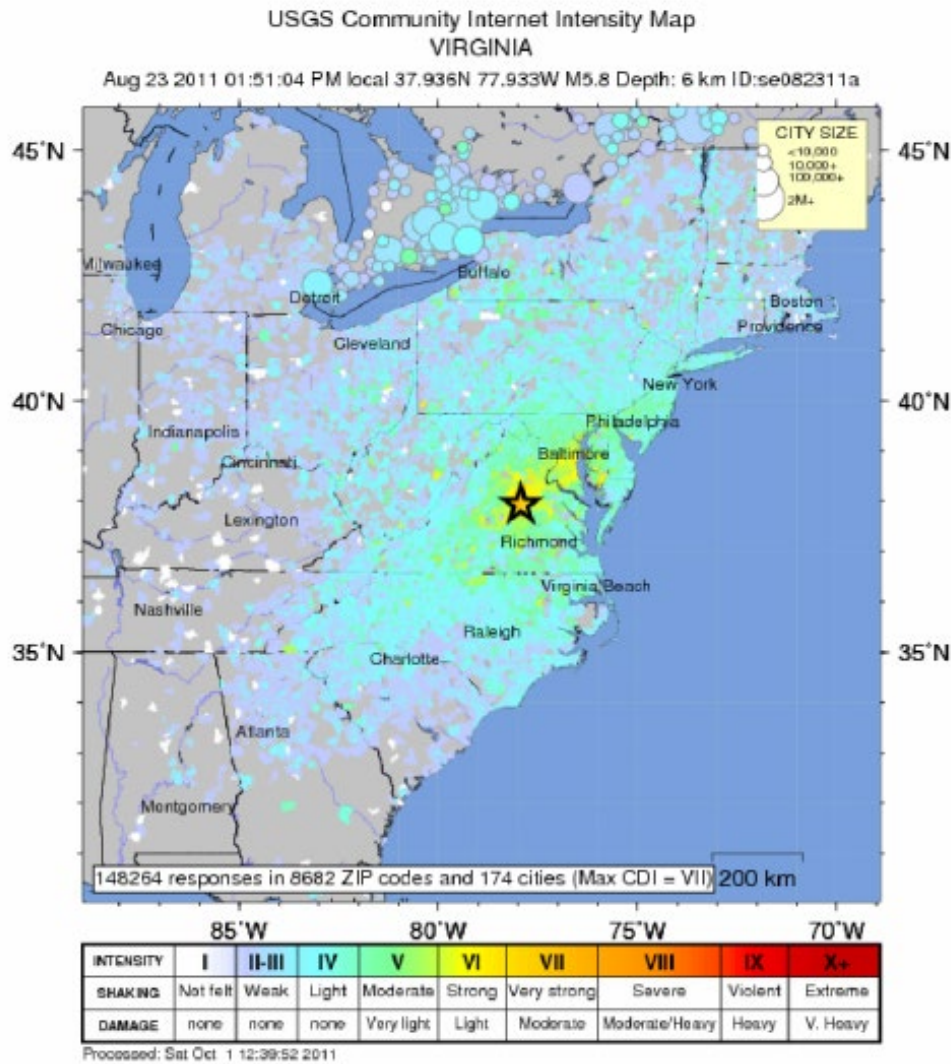 USGS Community Internet Intensity Map
VIRGINIA
Aug 23 2011 01:51:04 PM local 37.936N 77.933W M5.8 Depth: 6 km ID:se082311a
CITY SIZE
<10,000
10,000+
100,000+
2M+
45°N
45°N
Milwaukee
Buffalo
Detroit
Boston
Chicago
Providence
Cleveland
New York
40°N
40°N
Philadelphia
Indianapolis
Baltimore
Cincinnati
Lexington
Richmond
Virginia Beach
Nashville
Raleigh
35°N
35°N
Charlotte
Atlanta
Montgomery
148264 responses in 8682 ZIP codes and 174 cities (Max CDI = VII)
200 km
85°W 80°W 75°W 70°W
INTENSITY I II-III IV V VI VII VIII IX X+
SHAKING Not felt Weak Light Moderate Strong Very strong Severe Violent Extreme
DAMAGE none none none Very light Light Moderate Moderate/Heavy Heavy V. Heavy
Processed: Sat Oct 1 12:39:52 2011